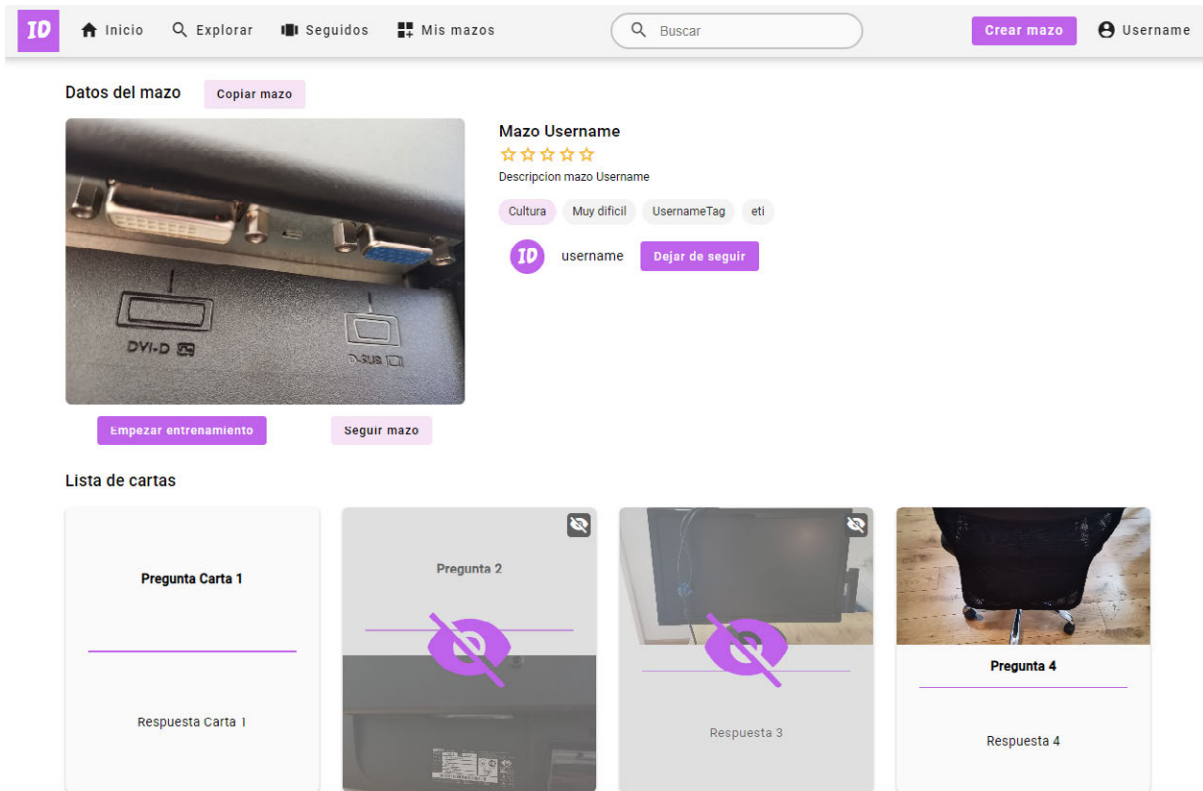 ID Inicio Explorar Seguidos Mis mazos Buscar Crear mazo Username
Datos del mazo Copiar mazo
Mazo Username
Descripcion mazo Username
Cultura Muy dificil UsernameTag eti
ID username Dejar de seguir
DVI-D D-SUB
Empezar entrenamiento Seguir mazo
Lista de cartas
Pregunta Carta 1
Respuesta Carta 1
Pregunta 2
Respuesta 3
Pregunta 4
Respuesta 4